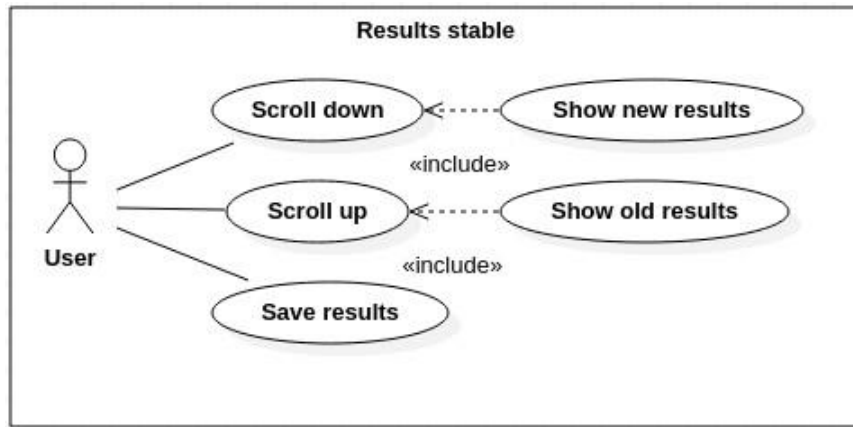 Results stable
Scroll down
Show new results
«include»
Scroll up
Show old results
User
«include»
Save results